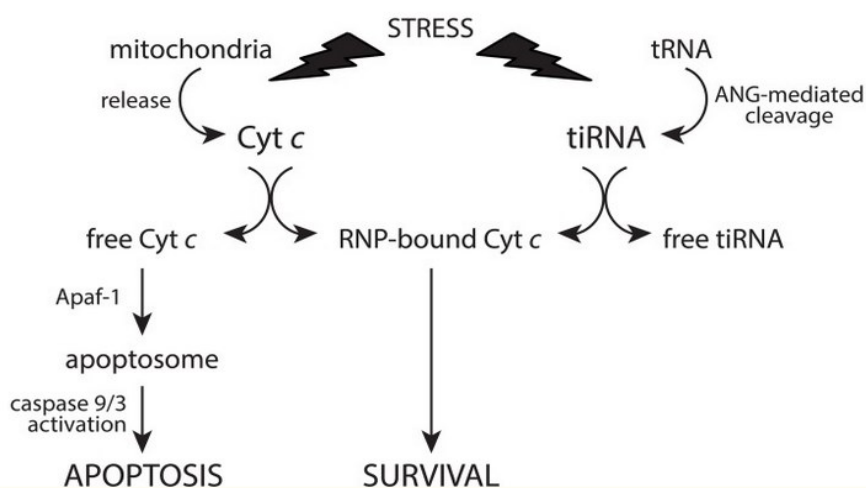 STRESS
mitochondria
tRNA
release
ANG-mediated
cleavage
Cyt c
tiRNA
free Cyt c
RNP-bound Cyt c
free tiRNA
Apaf-1
apoptosome
caspase 9/3
activation
APOPTOSIS
SURVIVAL